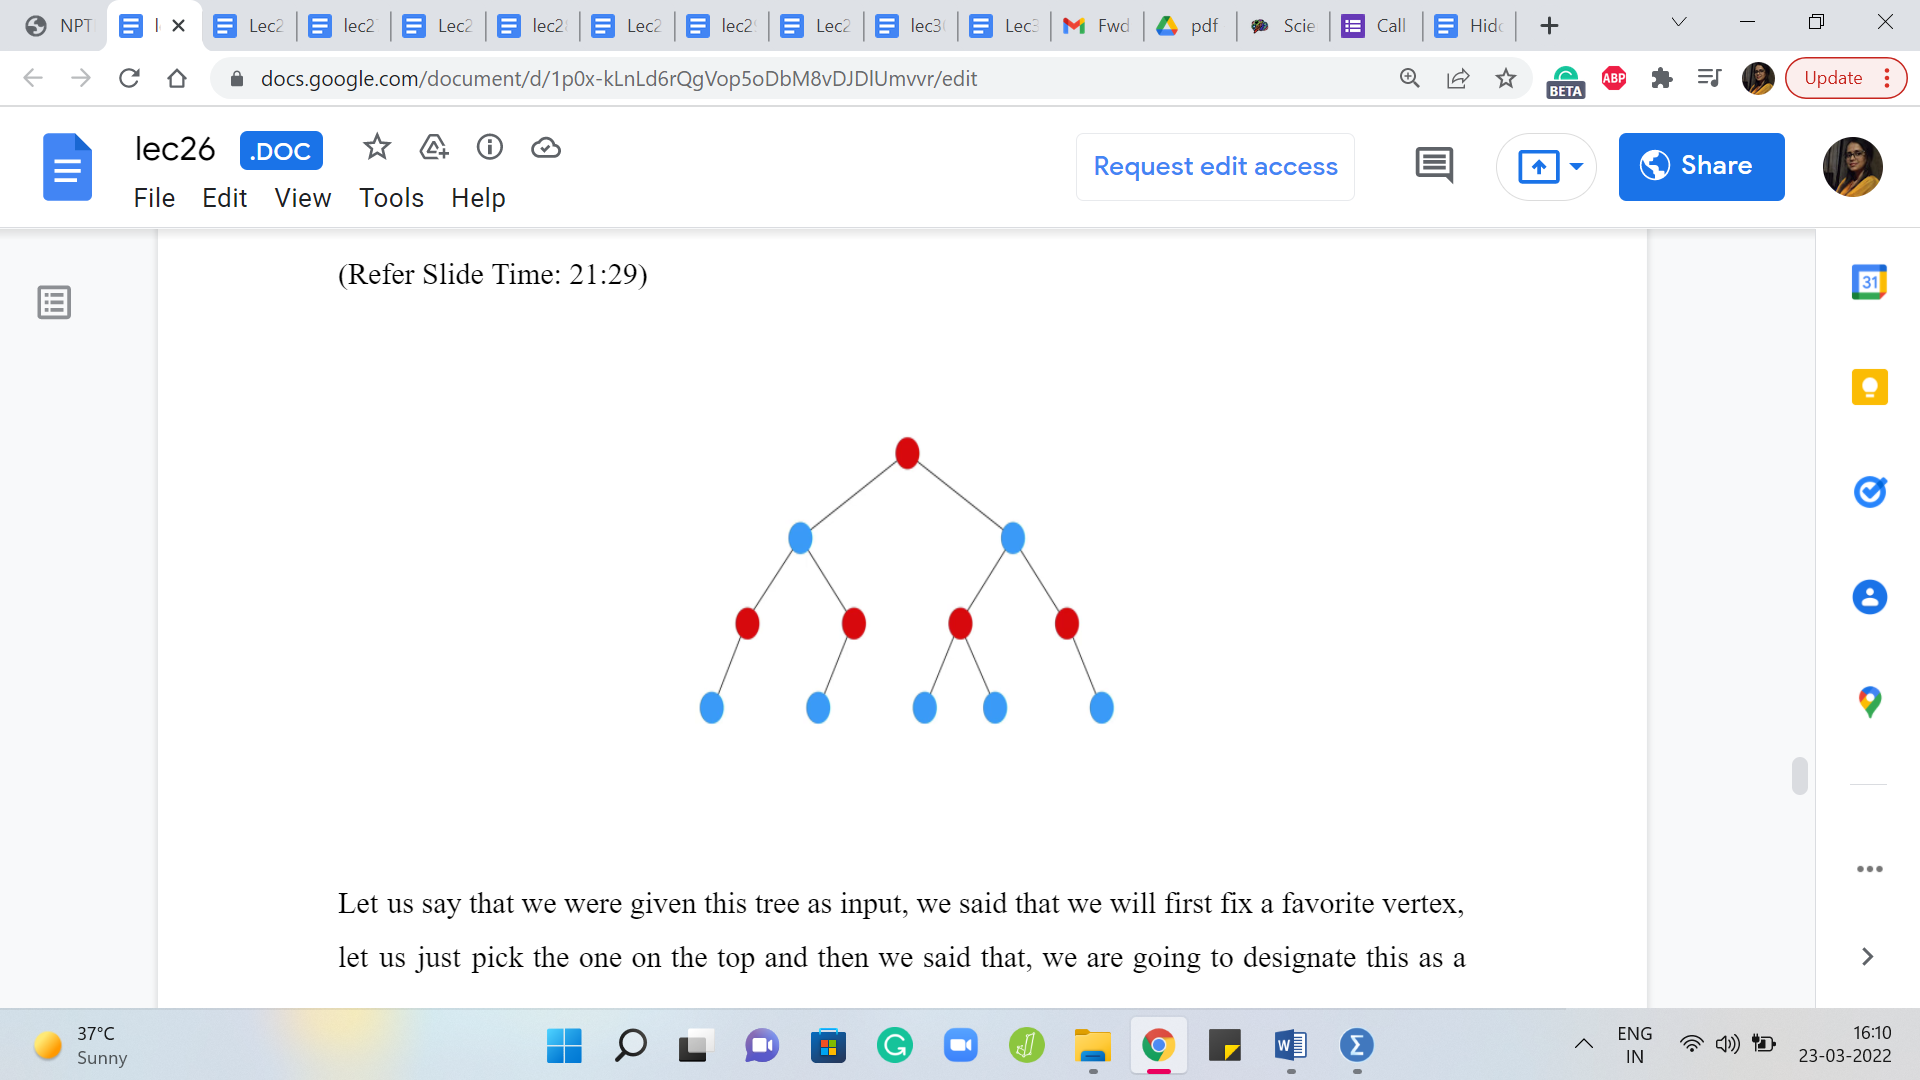 NPT
l
Lec2
lec2
Lec2
lec2
Lec2
lec2
Lec2
lec3
Lec3
Fwd
pdf
Scie
Call
Hid
docs.google.com/document/d/1p0x-kLnLd6rQgVop5oDbM8vDJDlUmvvr/edit
BETA
ABP
Update
lec26
.DOC
File Edit View Tools Help
Request edit access
Share
31
(Refer Slide Time: 21:29)
Let us say that we were given this tree as input, we said that we will first fix a favorite vertex,
let us just pick the one on the top and then we said that, we are going to designate this as a
37°C
Sunny
ENG
IN
16:10
23-03-2022